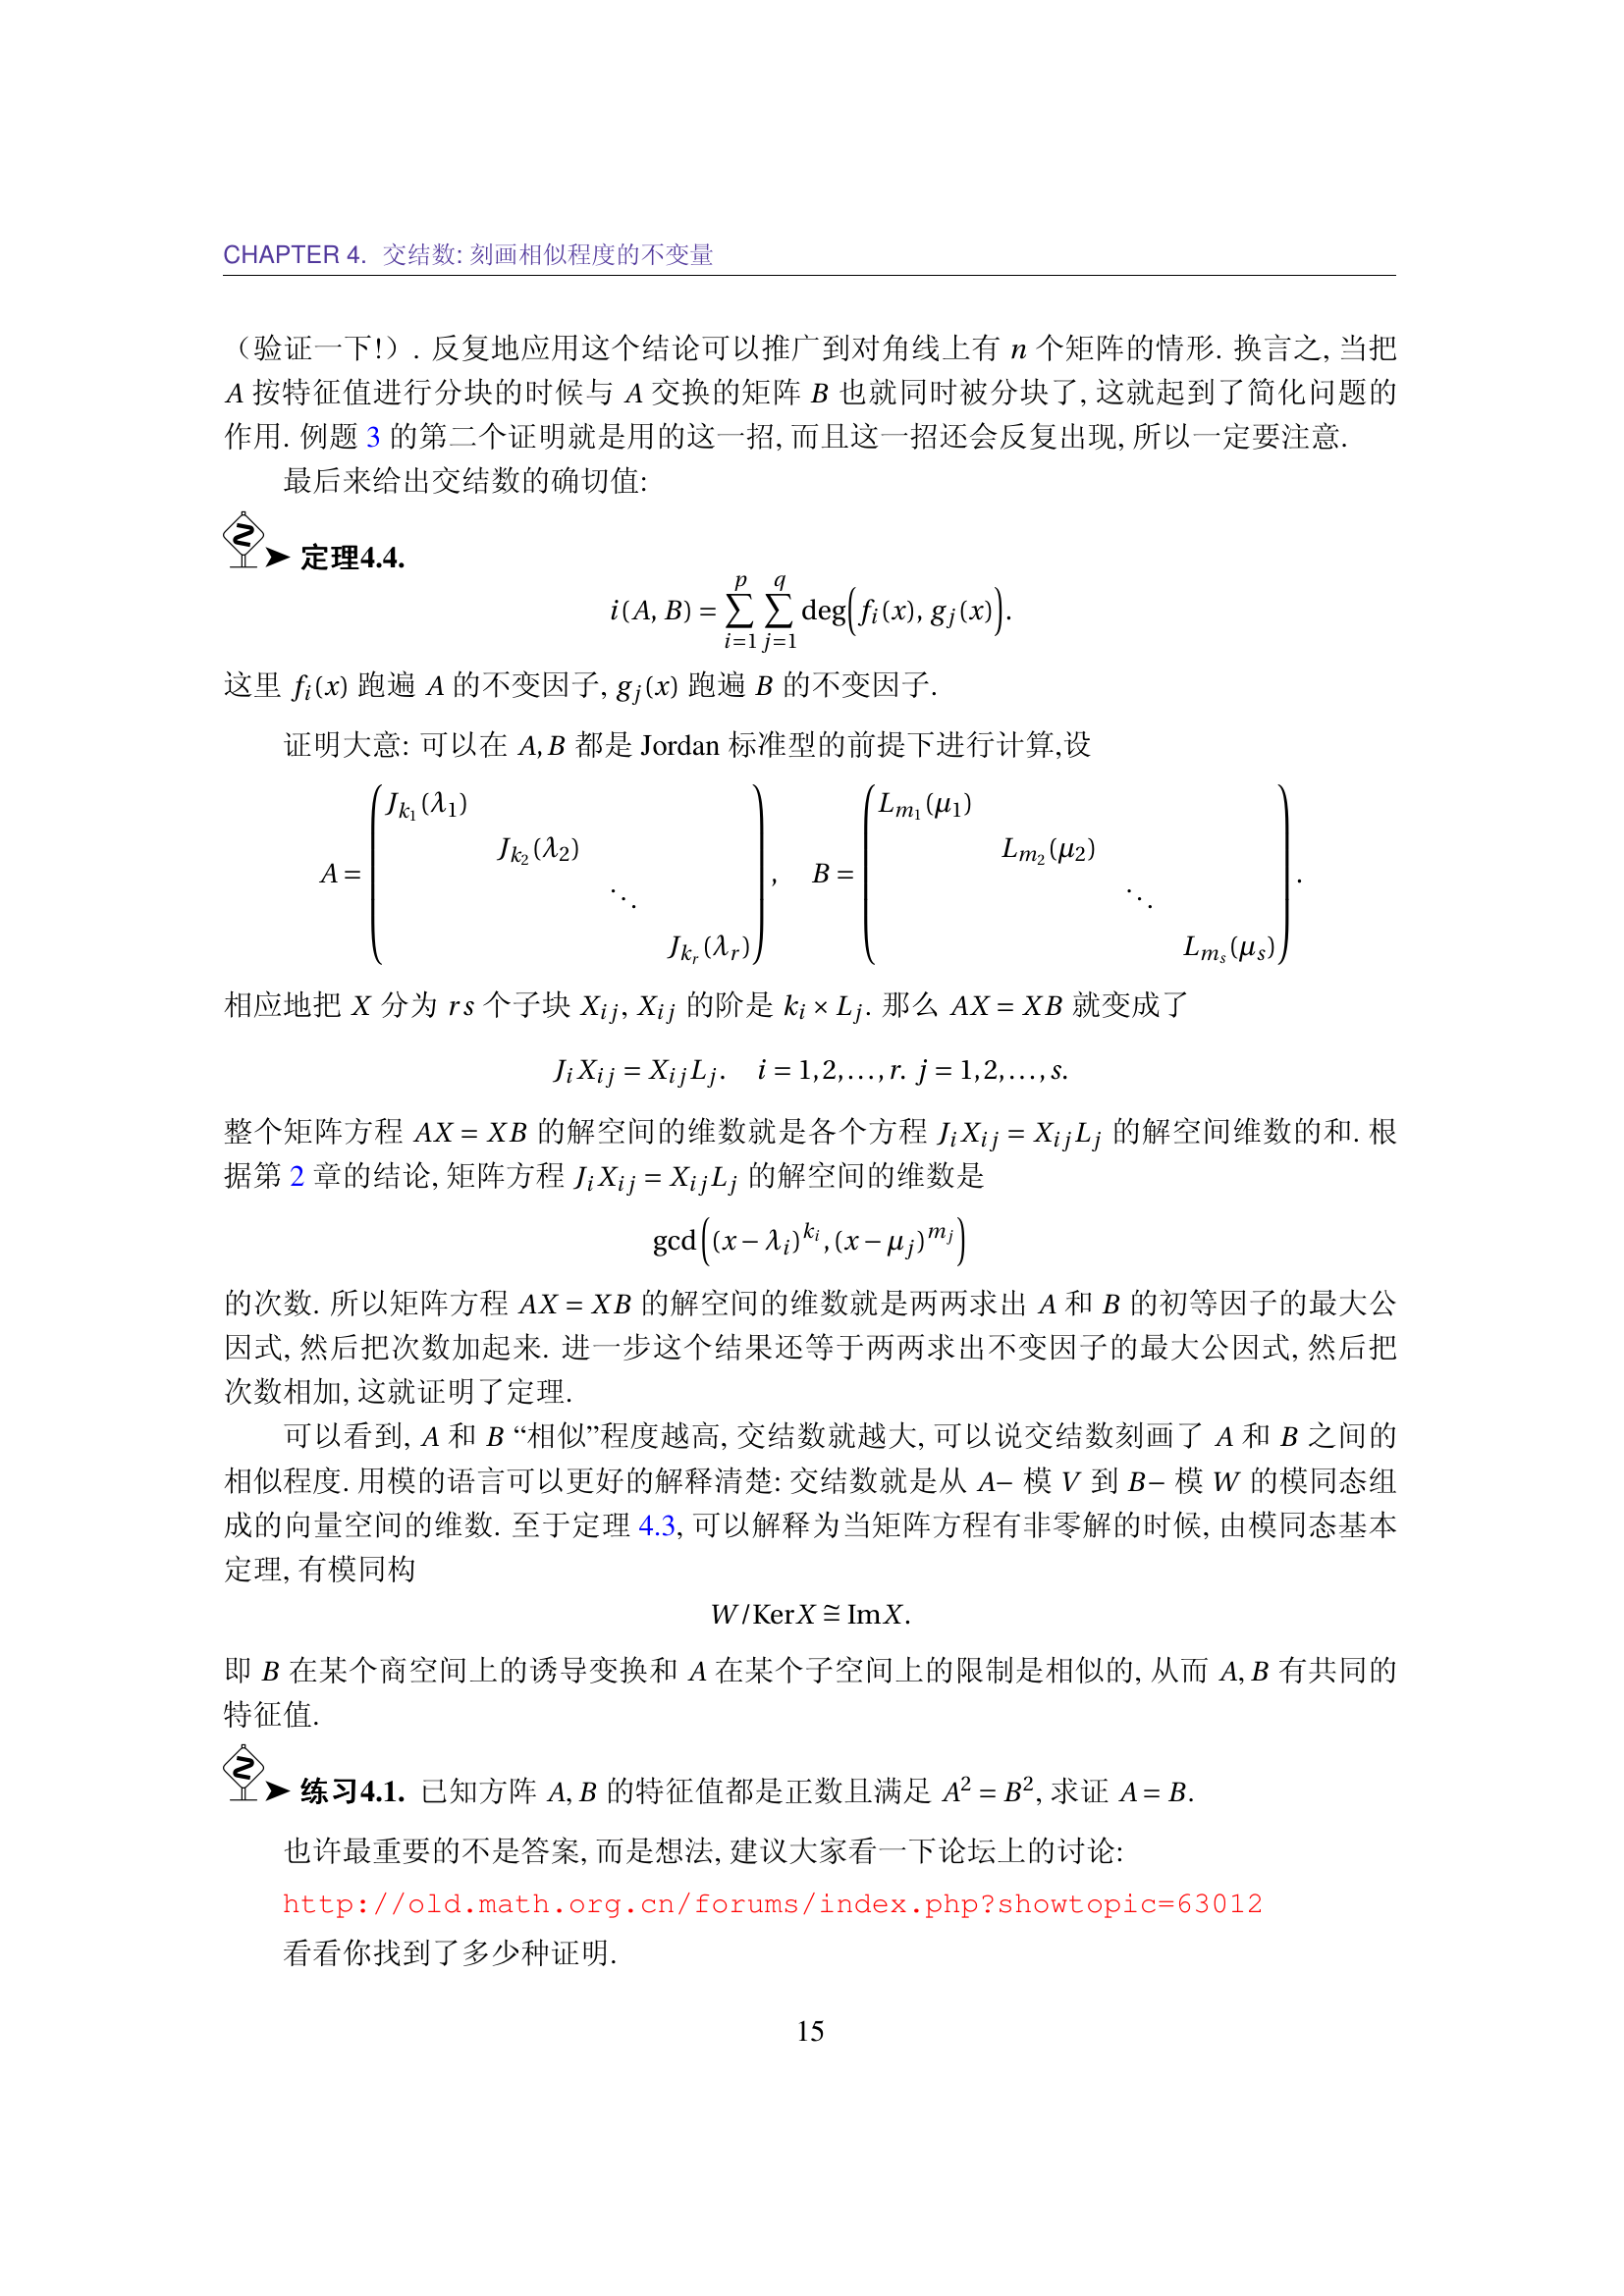 CHAPTER 4. 交结数: 刻画相似程度的不变量
（验证一下!）. 反复地应用这个结论可以推广到对角线上有 n 个矩阵的情形. 换言之, 当把
A 按特征值进行分块的时候与 A 交换的矩阵 B 也就同时被分块了, 这就起到了简化问题的
作用. 例题 3 的第二个证明就是用的这一招, 而且这一招还会反复出现, 所以一定要注意.
最后来给出交结数的确切值:
➤ 定理4.4.
i(A, B) = \sum_{i=1}^{p} \sum_{j=1}^{q} deg(f_i(x), g_j(x)).
这里 f_i(x) 跑遍 A 的不变因子, g_j(x) 跑遍 B 的不变因子.
证明大意: 可以在 A, B 都是 Jordan 标准型的前提下进行计算,设
A = \begin{pmatrix} J_{k_1}(λ_1) & & & \\ & J_{k_2}(λ_2) & & \\ & & \ddots & \\ & & & J_{k_r}(λ_r) \end{pmatrix}, B = \begin{pmatrix} L_{m_1}(μ_1) & & & \\ & L_{m_2}(μ_2) & & \\ & & \ddots & \\ & & & L_{m_s}(μ_s) \end{pmatrix}.
相应地把 X 分为 rs 个子块 X_{ij}, X_{ij} 的阶是 k_i × L_j. 那么 AX = XB 就变成了
J_i X_{ij} = X_{ij} L_j. i = 1,2,...,r. j = 1,2,...,s.
整个矩阵方程 AX = XB 的解空间的维数就是各个方程 J_i X_{ij} = X_{ij} L_j 的解空间维数的和. 根
据第 2 章的结论, 矩阵方程 J_i X_{ij} = X_{ij} L_j 的解空间的维数是
gcd((x − λ_i)^{k_i}, (x − μ_j)^{m_j})
的次数. 所以矩阵方程 AX = XB 的解空间的维数就是两两求出 A 和 B 的初等因子的最大公
因式, 然后把次数加起来. 进一步这个结果还等于两两求出不变因子的最大公因式, 然后把
次数相加, 这就证明了定理.
可以看到, A 和 B “相似”程度越高, 交结数就越大, 可以说交结数刻画了 A 和 B 之间的
相似程度. 用模的语言可以更好的解释清楚: 交结数就是从 A− 模 V 到 B− 模 W 的模同态组
成的向量空间的维数. 至于定理 4.3, 可以解释为当矩阵方程有非零解的时候, 由模同态基本
定理, 有模同构
W/KerX ≅ ImX.
即 B 在某个商空间上的诱导变换和 A 在某个子空间上的限制是相似的, 从而 A, B 有共同的
特征值.
➤ 练习4.1. 已知方阵 A, B 的特征值都是正数且满足 A² = B², 求证 A = B.
也许最重要的不是答案, 而是想法, 建议大家看一下论坛上的讨论:
http://old.math.org.cn/forums/index.php?showtopic=63012
看看你找到了多少种证明.
15